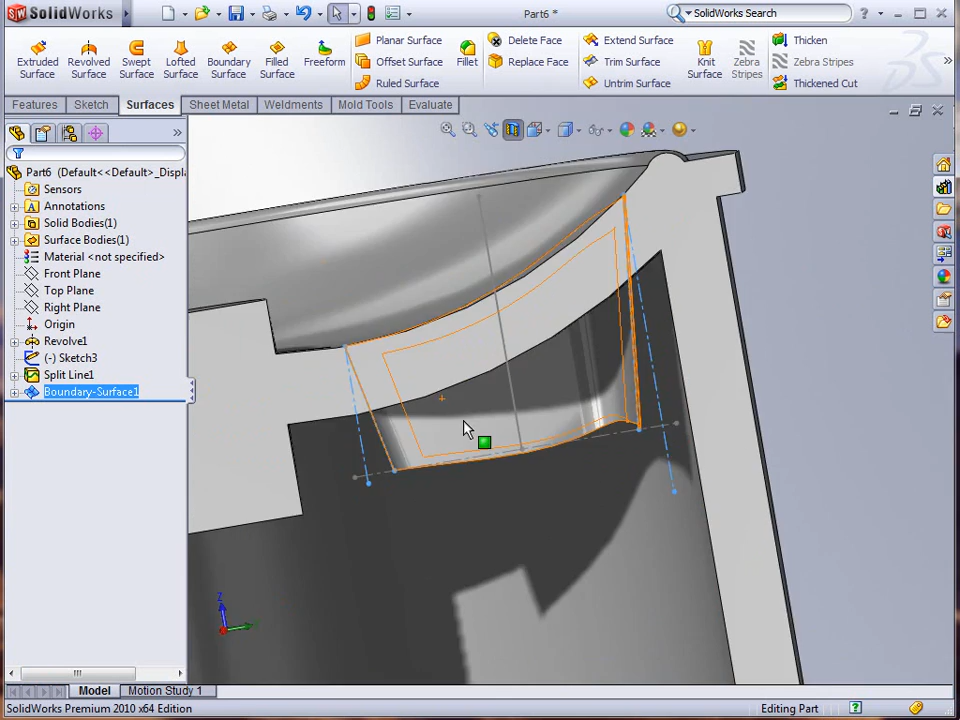 SolidWorks
Part6 *
SolidWorks Search
Extruded Surface
Revolved Surface
Swept Surface
Lofted Surface
Boundary Surface
Filled Surface
Freeform
Planar Surface
Offset Surface
Ruled Surface
Fillet
Delete Face
Replace Face
Extend Surface
Trim Surface
Untrim Surface
Knit Surface
Zebra Stripes
Thicken
Zebra Stripes
Thickened Cut
Features
Sketch
Surfaces
Sheet Metal
Weldments
Mold Tools
Evaluate
Part6 (Default<<Default>_Displa
Sensors
Annotations
Solid Bodies(1)
Surface Bodies(1)
Material <not specified>
Front Plane
Top Plane
Right Plane
Origin
Revolve1
(-) Sketch3
Split Line1
Boundary-Surface1
Z
Model
Motion Study 1
SolidWorks Premium 2010 x64 Edition
Editing Part